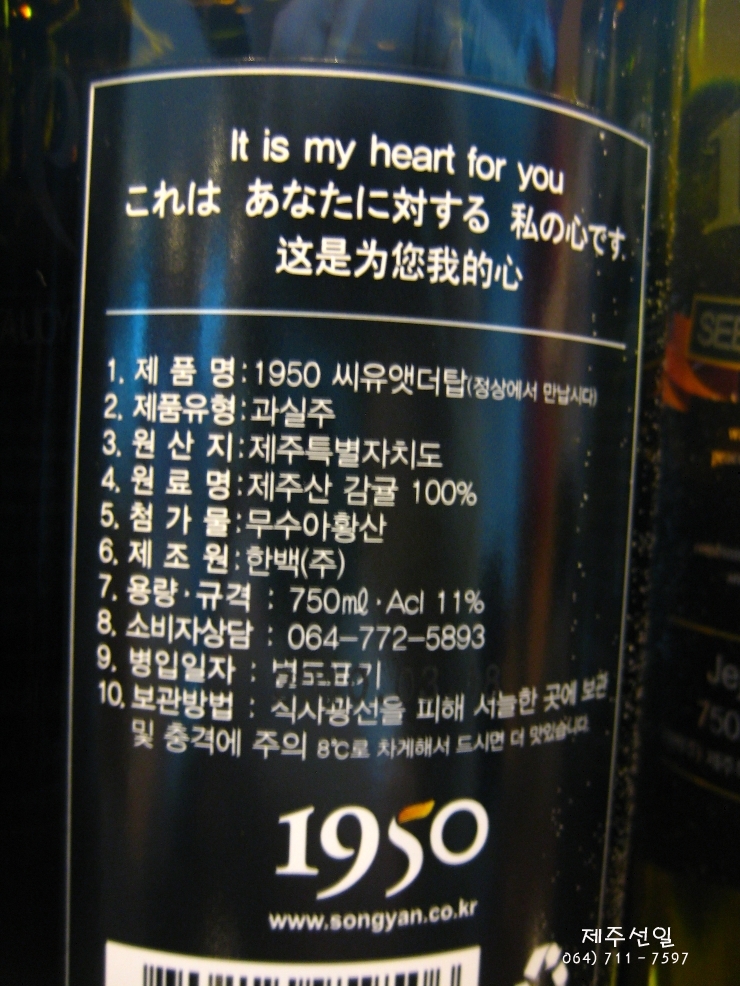 It is my heart for you
これは あなたに対する 私の心です.
这是为您我的心
1. 제 품 명 : 1950 씨유앳더탑(정상에서 만납시다)
2. 제품유형 : 과실주
3. 원 산 지 : 제주특별자치도
4. 원 료 명 : 제주산 감귤 100%
5. 첨 가 물 : 무수아황산
6. 제 조 원 : 한백(주)
7. 용량·규격 : 750㎖·Acl 11%
8. 소비자상담 : 064-772-5893
9. 병입일자 : 별도표기
10. 보관방법 : 직사광선을 피해 서늘한 곳에 보관
및 충격에 주의 8℃로 차게해서 드시면 더 맛있습니다.
1950
www.songyan.co.kr
SEE
Je
750
제주선일
064) 711-7597